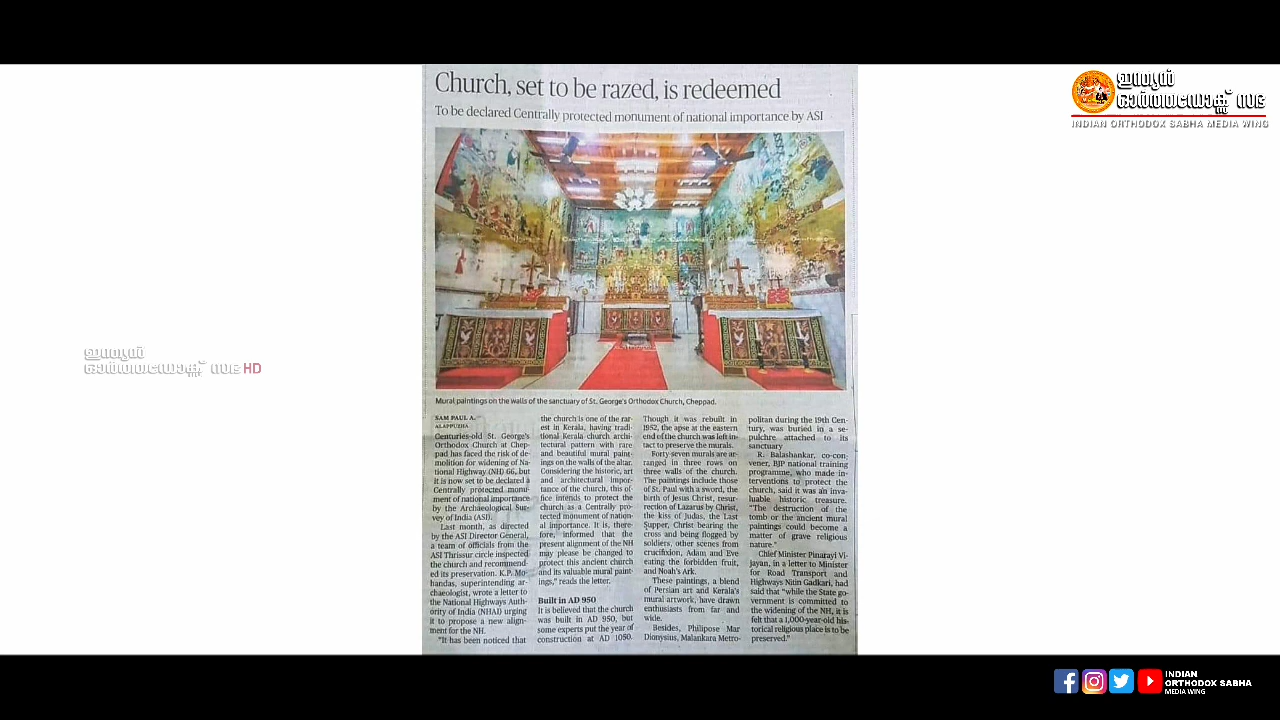 Church, set to be razed, is redeemed
To be declared Centrally protected monument of national importance by ASI
Mural paintings on the walls of the sanctuary of St. George's Orthodox Church, Cheppad.
SAM PAUL A.
ALAPPUZHA
Centuries-old St. George's
Orthodox Church at Chep-
pad has faced the risk of de-
molition for widening of Na-
tional Highway (NH) 66, but
it is now set to be declared a
Centrally protected monu-
ment of national importance
by the Archaeological Sur-
vey of India (ASI).
Last month, as directed
by the ASI Director General,
a team of officials from the
ASI Thrissur circle inspected
the church and recommend-
ed its preservation. K.P. Mo-
handas, superintending ar-
chaeologist, wrote a letter to
the National Highways Auth-
ority of India (NHAI) urging
it to propose a new align-
ment for the NH.
"It has been noticed that
the church is one of the rar-
est in Kerala, having tradi-
tional Kerala church archi-
tectural pattern with rare
and beautiful mural paint-
ings on the walls of the altar.
Considering the historic, art
and architectural impor-
tance of the church, this of-
fice intends to protect the
church as a Centrally pro-
tected monument of nation-
al importance. It is, there-
fore, informed that the
present alignment of the NH
may please be changed to
protect this ancient church
and its valuable mural paint-
ings," reads the letter.
Built in AD 950
It is believed that the church
was built in AD 950, but
some experts put the year of
construction at AD 1050.
Though it was rebuilt in
1952, the apse at the eastern
end of the church was left in-
tact to preserve the murals.
Forty seven murals are ar-
ranged in three rows on
three walls of the church.
The paintings include those
of St. Paul with a sword, the
birth of Jesus Christ, resur-
rection of Lazarus by Christ,
the kiss of Judas, the Last
Supper, Christ bearing the
cross and being flogged by
soldiers, other scenes from
crucifixion, Adam and Eve
eating the forbidden fruit,
and Noah's Ark.
These paintings, a blend
of Persian art and Kerala's
mural artwork, have drawn
enthusiasts from far and
wide.
Besides, Philipose Mar
Dionysius, Malankara Metro-
politan during the 19th Cen-
tury, was buried in a se-
pulchre attached to its
sanctuary
R. Balashankar, co-con-
vener, BJP national training
programme, who made in-
terventions to protect the
church, said it was an inva-
luable historic treasure.
"The destruction of the
tomb or the ancient mural
paintings could become a
matter of grave religious
nature."
Chief Minister Pinarayi Vi-
jayan, in a letter to Minister
for Road Transport and
Highways Nitin Gadkari, had
said that "while the State go-
vernment is committed to
the widening of the NH, it is
felt that a 1,000-year-old his-
torical religious place is to be
preserved."
ഇന്ത്യൻ
ഓർത്തഡോക്സ് സഭ
INDIAN ORTHODOX SABHA MEDIA WING
ഇന്ത്യൻ
ഓർത്തഡോക്സ് സഭ HD
INDIAN
ORTHODOX SABHA
MEDIA WING